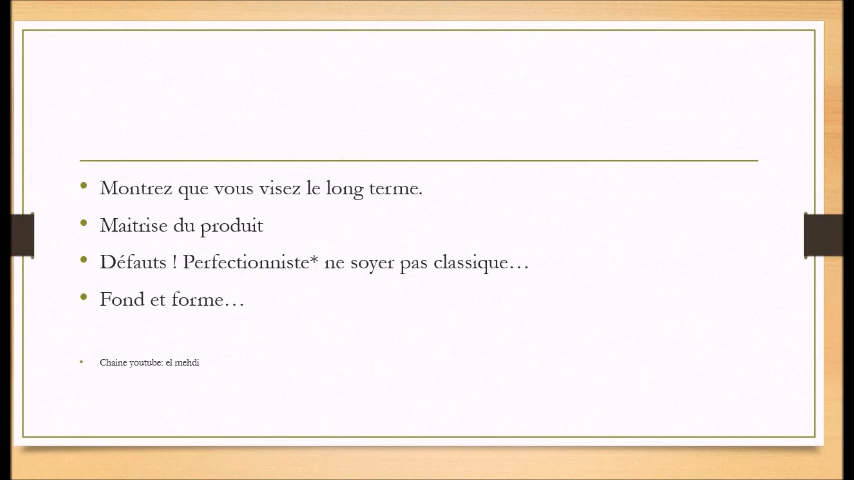 • Montrez que vous visez le long terme.
• Maitrise du produit
• Défauts ! Perfectionniste* ne soyer pas classique…
• Fond et forme…
• Chaine youtube: el mehdi